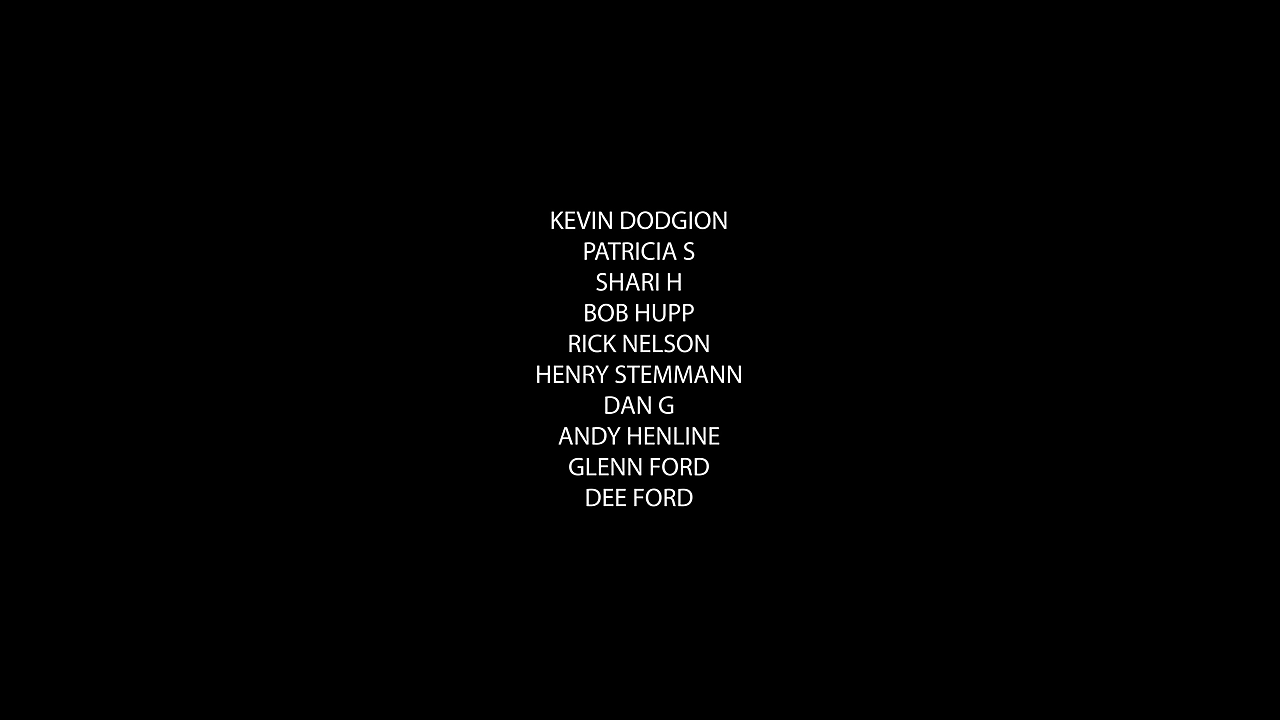 KEVIN DODGION
PATRICIA S
SHARI H
BOB HUPP
RICK NELSON
HENRY STEMMANN
DAN G
ANDY HENLINE
GLENN FORD
DEE FORD